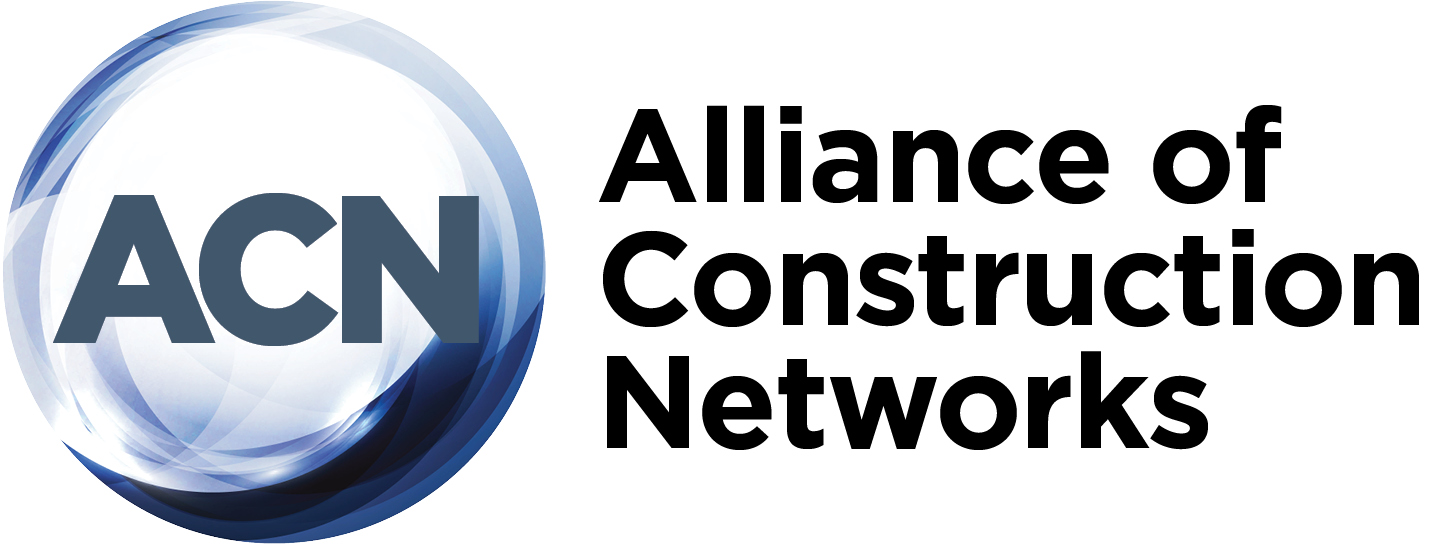 ACN
Alliance of
Construction
Networks